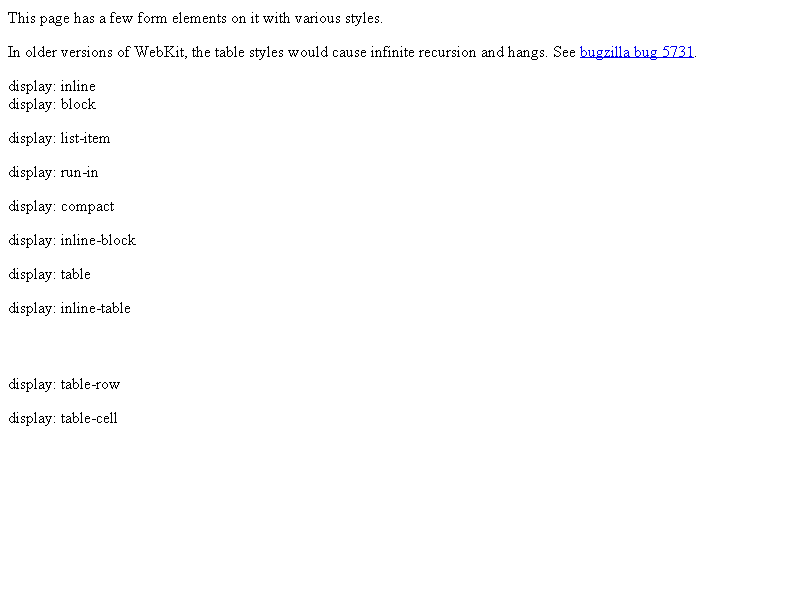 This page has a few form elements on it with various styles.
In older versions of WebKit, the table styles would cause infinite recursion and hangs. See bugzilla bug 5731.
display: inline
display: block
display: list-item
display: run-in
display: compact
display: inline-block
display: table
display: inline-table
display: table-row
display: table-cell